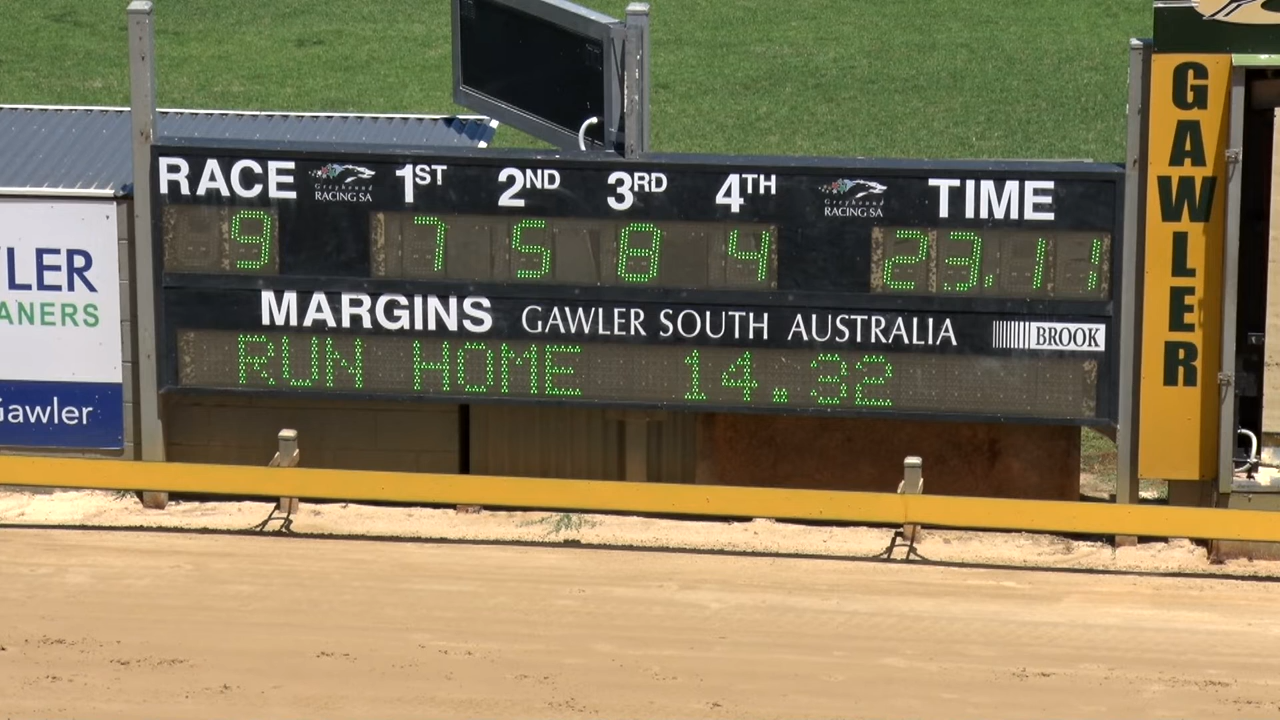 RACE Greyhound RACING SA 1ST 2ND 3RD 4TH Greyhound RACING SA TIME
9 7 5 8 4 23.11
MARGINS GAWLER SOUTH AUSTRALIA BROOK
RUN HOME 14.32
GAWLER
LER
ANERS
Gawler